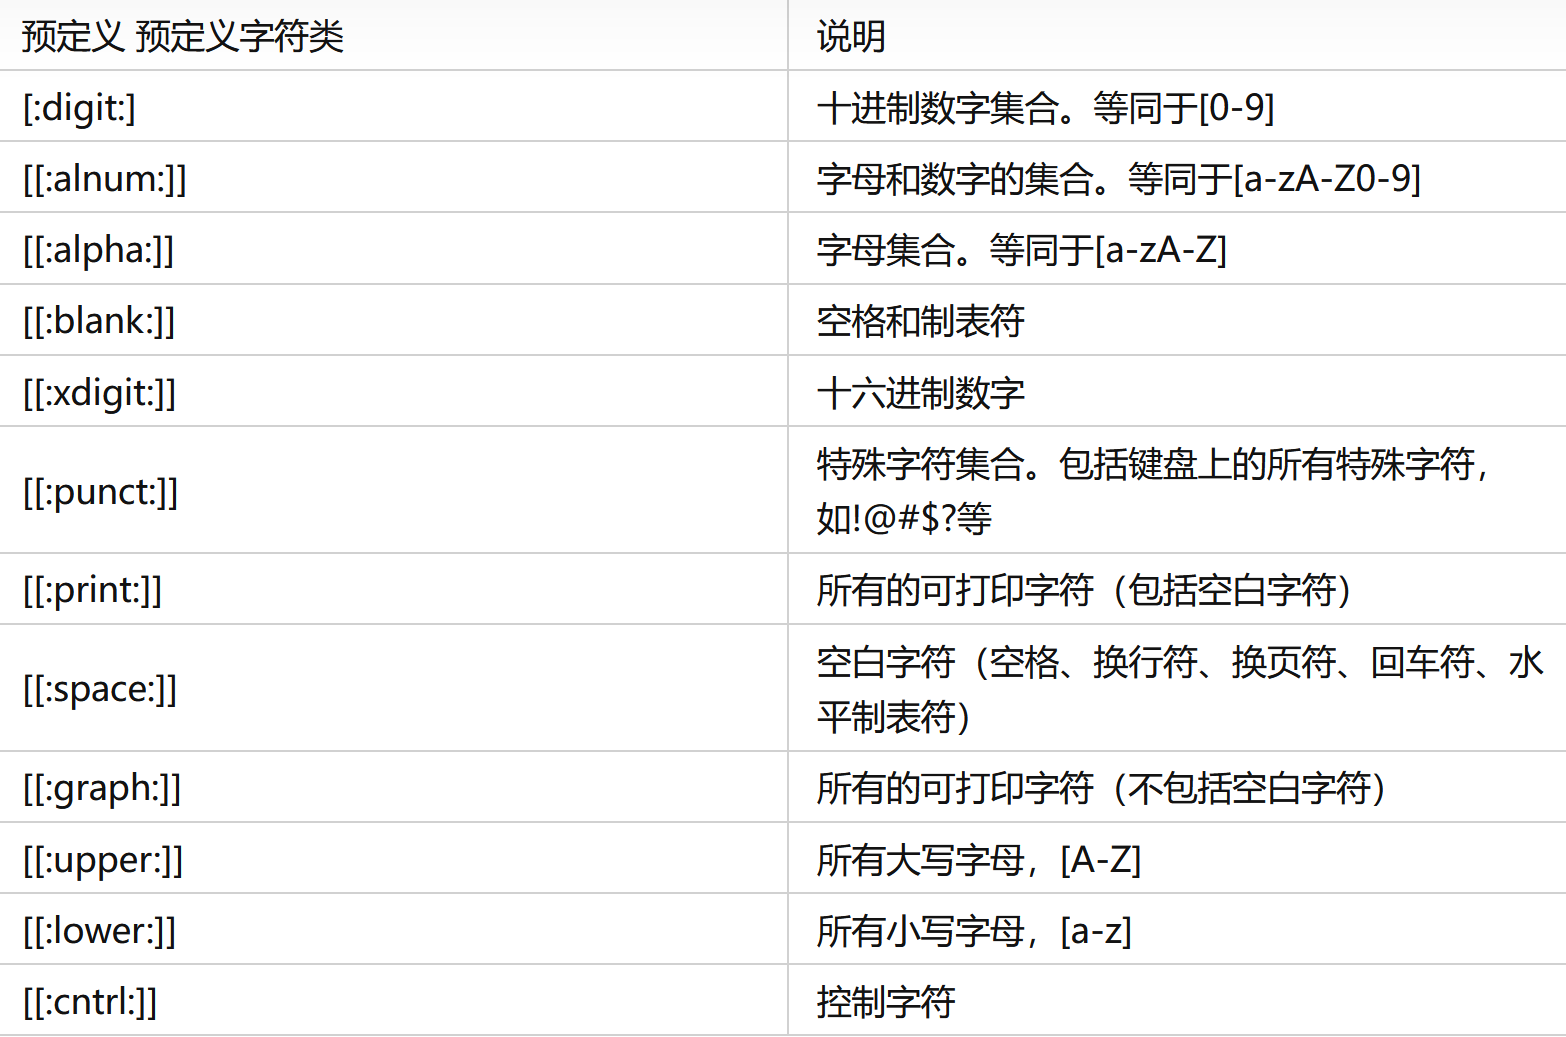 预定义 预定义字符类 说明
[:digit:] 十进制数字集合。等同于[0-9]
[[:alnum:]] 字母和数字的集合。等同于[a-zA-Z0-9]
[[:alpha:]] 字母集合。等同于[a-zA-Z]
[[:blank:]] 空格和制表符
[[:xdigit:]] 十六进制数字
[[:punct:]] 特殊字符集合。包括键盘上的所有特殊字符,
如!@#$?等
[[:print:]] 所有的可打印字符（包括空白字符）
[[:space:]] 空白字符（空格、换行符、换页符、回车符、水
平制表符）
[[:graph:]] 所有的可打印字符（不包括空白字符）
[[:upper:]] 所有大写字母，[A-Z]
[[:lower:]] 所有小写字母，[a-z]
[[:cntrl:]] 控制字符